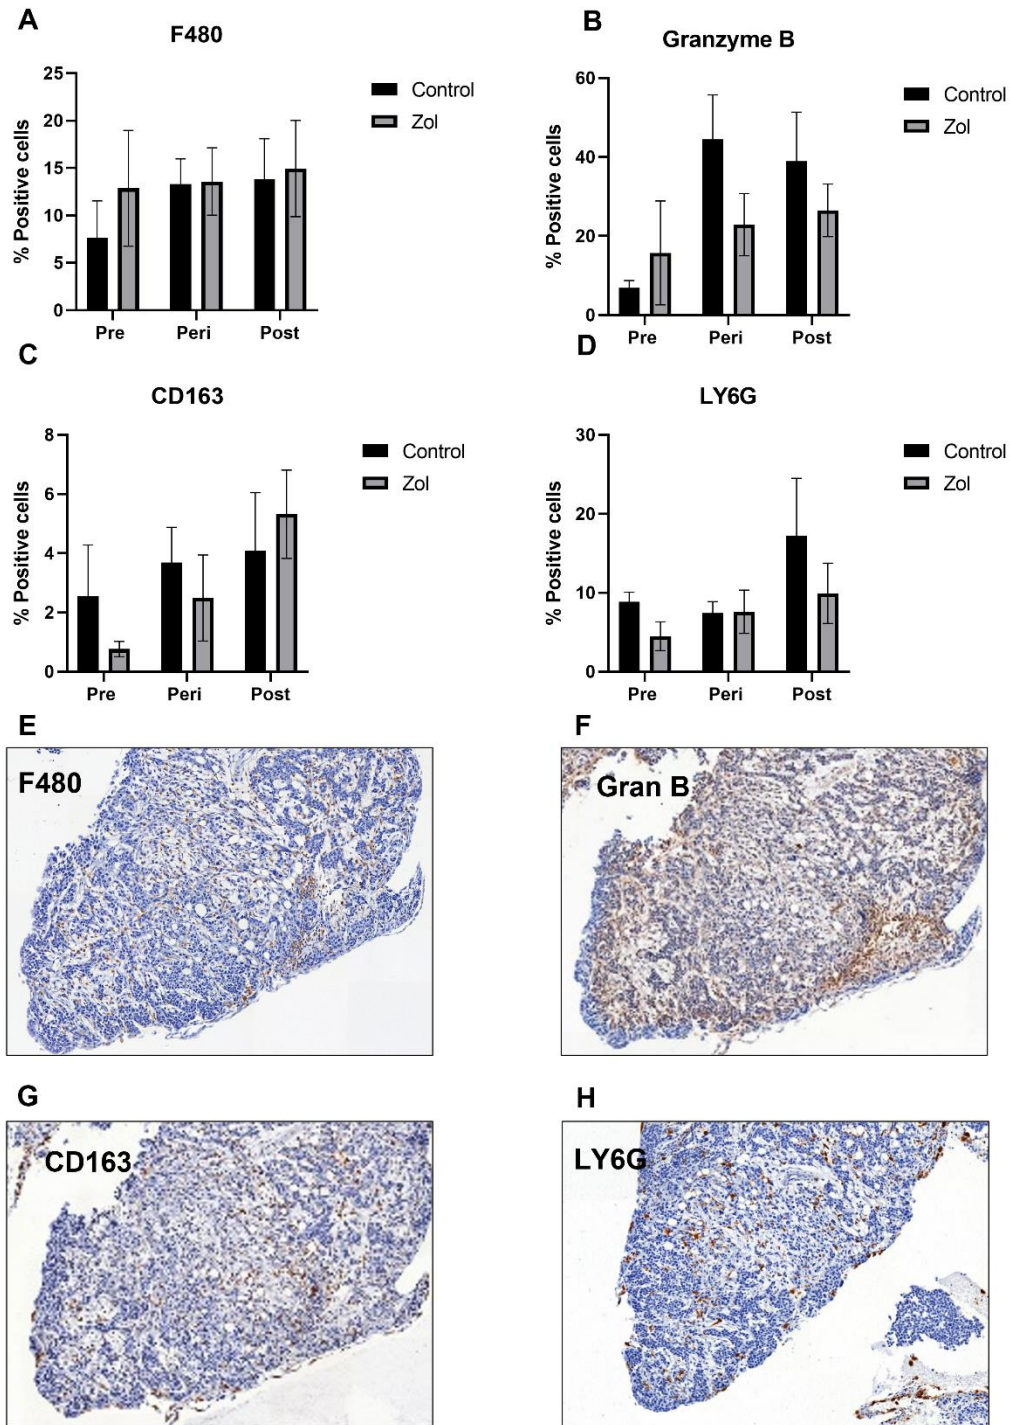 A
F480
25
20
15
10
5
0
% Positive cells
Pre Peri Post
Control
Zol
B
Granzyme B
60
40
20
0
% Positive cells
Pre Peri Post
Control
Zol
C
CD163
8
6
4
2
0
% Positive cells
Pre Peri Post
Control
Zol
D
LY6G
30
20
10
0
% Positive cells
Pre Peri Post
Control
Zol
E
F480
F
Gran B
G
CD163
H
LY6G